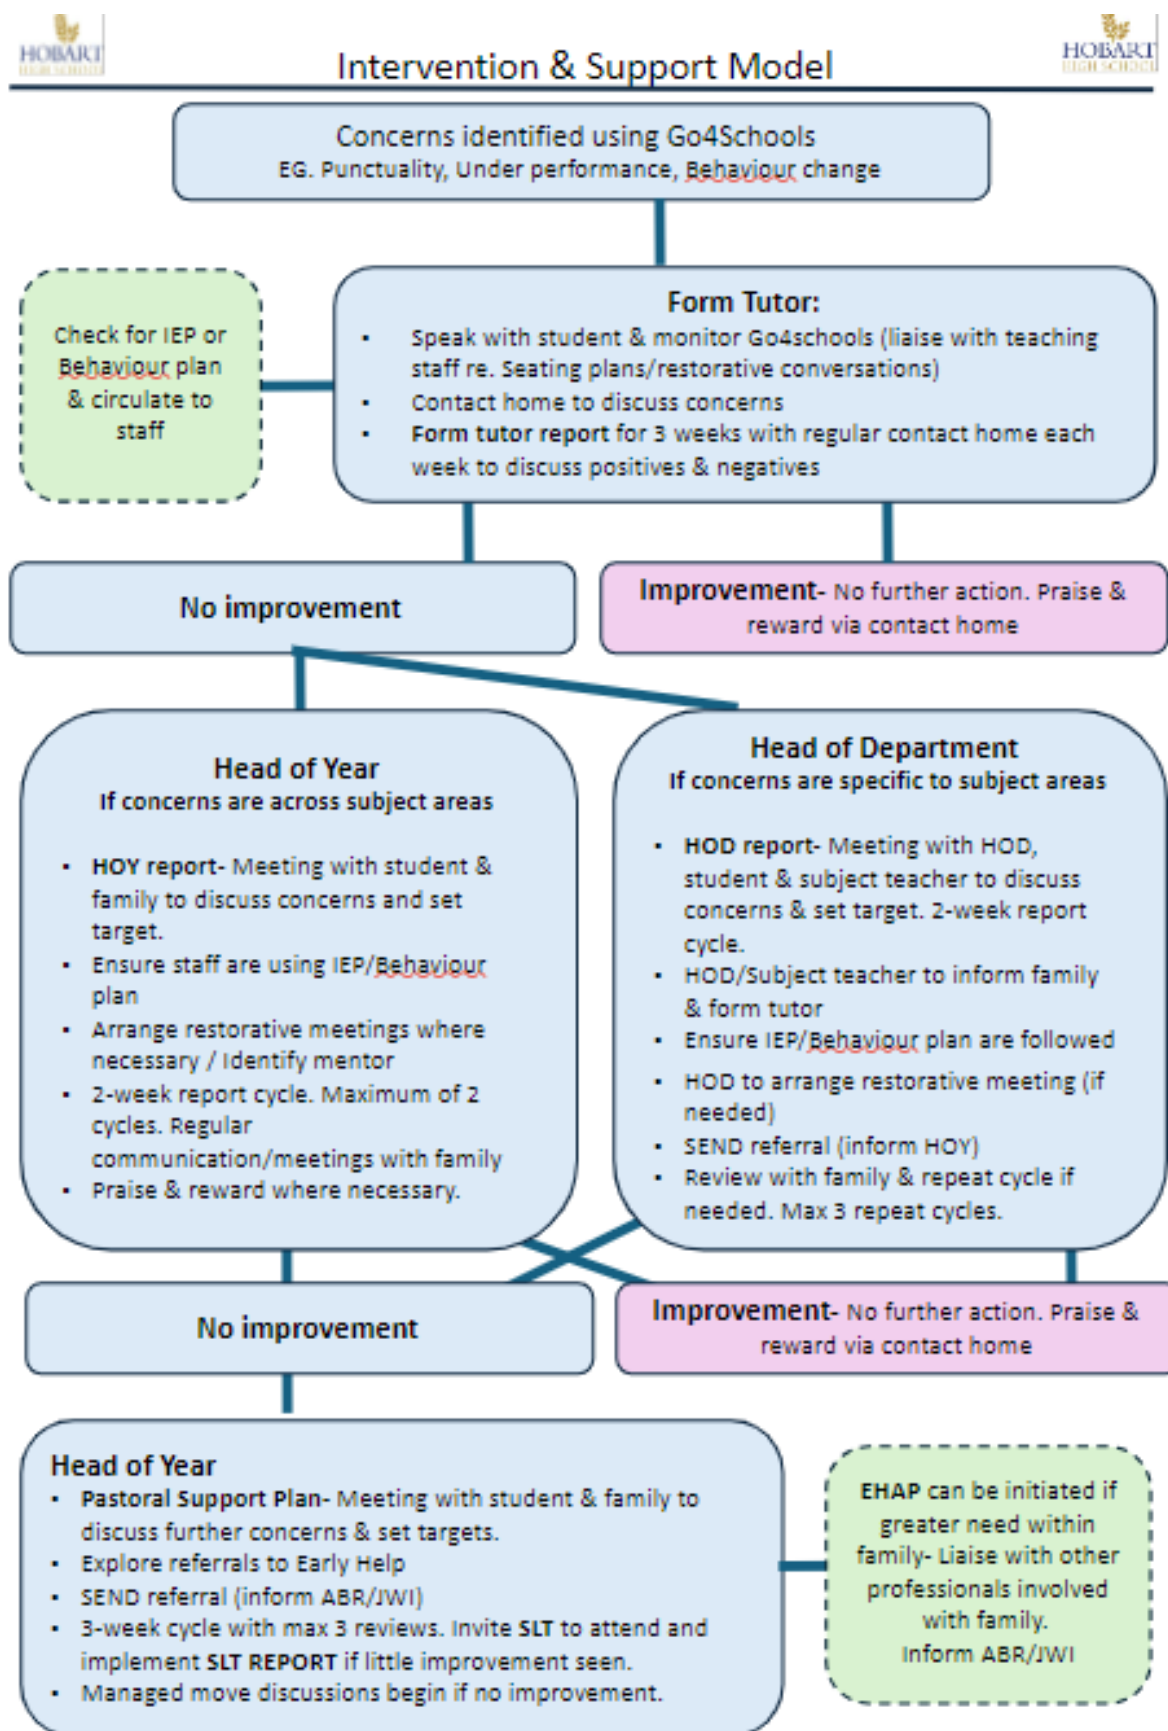 HOBART
HIGH SCHOOL
HOBART
HIGH SCHOOL
Intervention & Support Model
Concerns identified using Go4Schools
EG. Punctuality, Under performance, Behaviour change
Check for IEP or
Behaviour plan
& circulate to
staff
Form Tutor:
▪ Speak with student & monitor Go4schools (liaise with teaching
staff re. Seating plans/restorative conversations)
▪ Contact home to discuss concerns
▪ Form tutor report for 3 weeks with regular contact home each
week to discuss positives & negatives
No improvement
Improvement- No further action. Praise &
reward via contact home
Head of Year
If concerns are across subject areas
▪ HOY report- Meeting with student &
family to discuss concerns and set
target.
▪ Ensure staff are using IEP/Behaviour
plan
▪ Arrange restorative meetings where
necessary / Identify mentor
▪ 2-week report cycle. Maximum of 2
cycles. Regular
communication/meetings with family
▪ Praise & reward where necessary.
Head of Department
If concerns are specific to subject areas
▪ HOD report- Meeting with HOD,
student & subject teacher to discuss
concerns & set target. 2-week report
cycle.
▪ HOD/Subject teacher to inform family
& form tutor
▪ Ensure IEP/Behaviour plan are followed
▪ HOD to arrange restorative meeting (if
needed)
▪ SEND referral (inform HOY)
▪ Review with family & repeat cycle if
needed. Max 3 repeat cycles.
No improvement
Improvement- No further action. Praise &
reward via contact home
Head of Year
▪ Pastoral Support Plan- Meeting with student & family to
discuss further concerns & set targets.
▪ Explore referrals to Early Help
▪ SEND referral (inform ABR/JWI)
▪ 3-week cycle with max 3 reviews. Invite SLT to attend and
implement SLT REPORT if little improvement seen.
▪ Managed move discussions begin if no improvement.
EHAP can be initiated if
greater need within
family- Liaise with other
professionals involved
with family.
Inform ABR/JWI